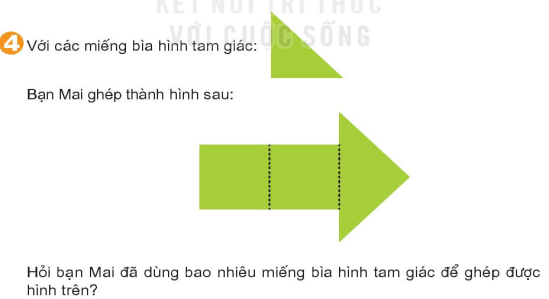 KẾT NỐI TRI THỨC
VỚI CUỘC SỐNG
4 Với các miếng bìa hình tam giác:
Bạn Mai ghép thành hình sau:
Hỏi bạn Mai đã dùng bao nhiêu miếng bìa hình tam giác để ghép được
hình trên?